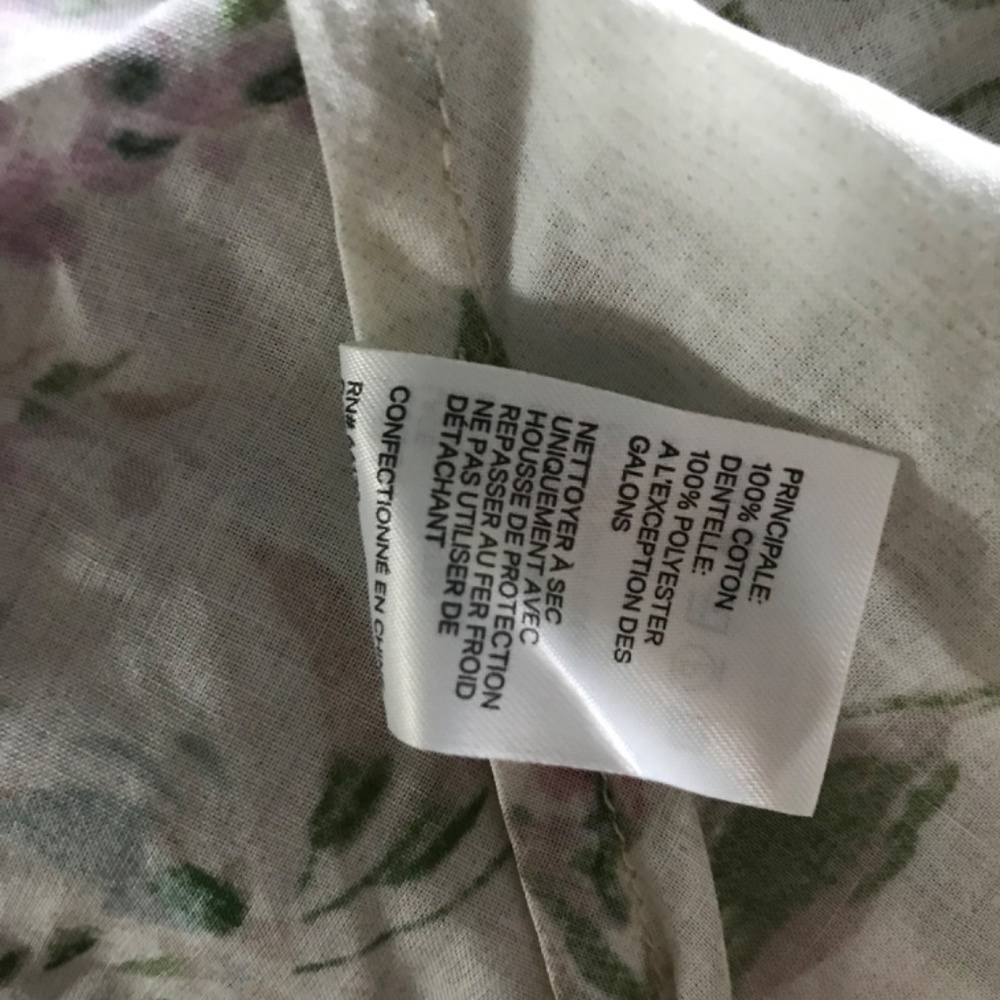 PRINCIPALE:
100% COTON
DENTELLE:
100% POLYESTER
A L'EXCEPTION DES
GALONS
NETTOYER À SEC
UNIQUEMENT AVEC
HOUSSE DE PROTECTION
REPASSER AU FER FROID
NE PAS UTILISER DE
DÉTACHANT
CONFECTIONNÉ EN
RN#